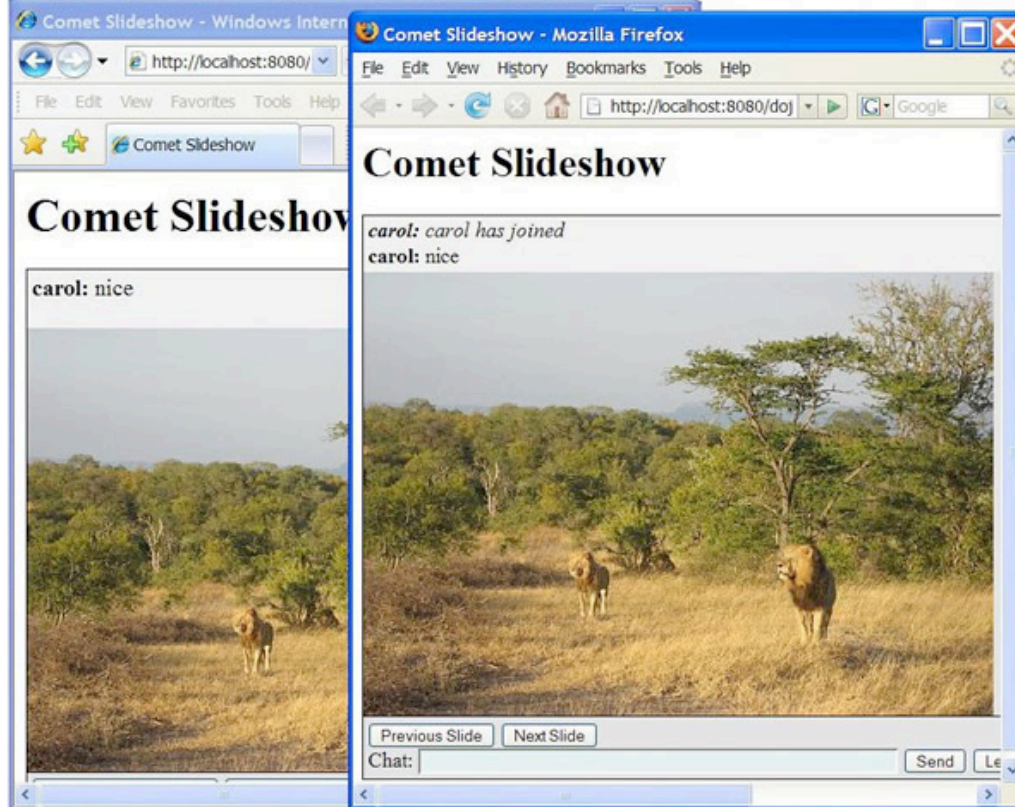 Comet Slideshow - Windows Intern
http://localhost:8080/
File Edit View Favorites Tools Help
Comet Slideshow
Comet Slideshow
carol: nice
Comet Slideshow - Mozilla Firefox
File Edit View History Bookmarks Tools Help
http://localhost:8080/doj
G Google
Comet Slideshow
carol: carol has joined
carol: nice
Previous Slide Next Slide
Chat: Send Le